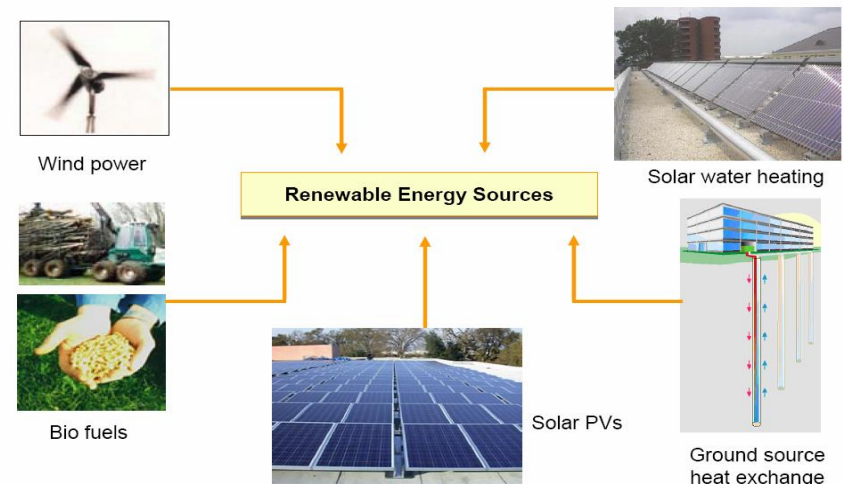 Wind power
Solar water heating
Renewable Energy Sources
Bio fuels
Solar PVs
Ground source
heat exchange